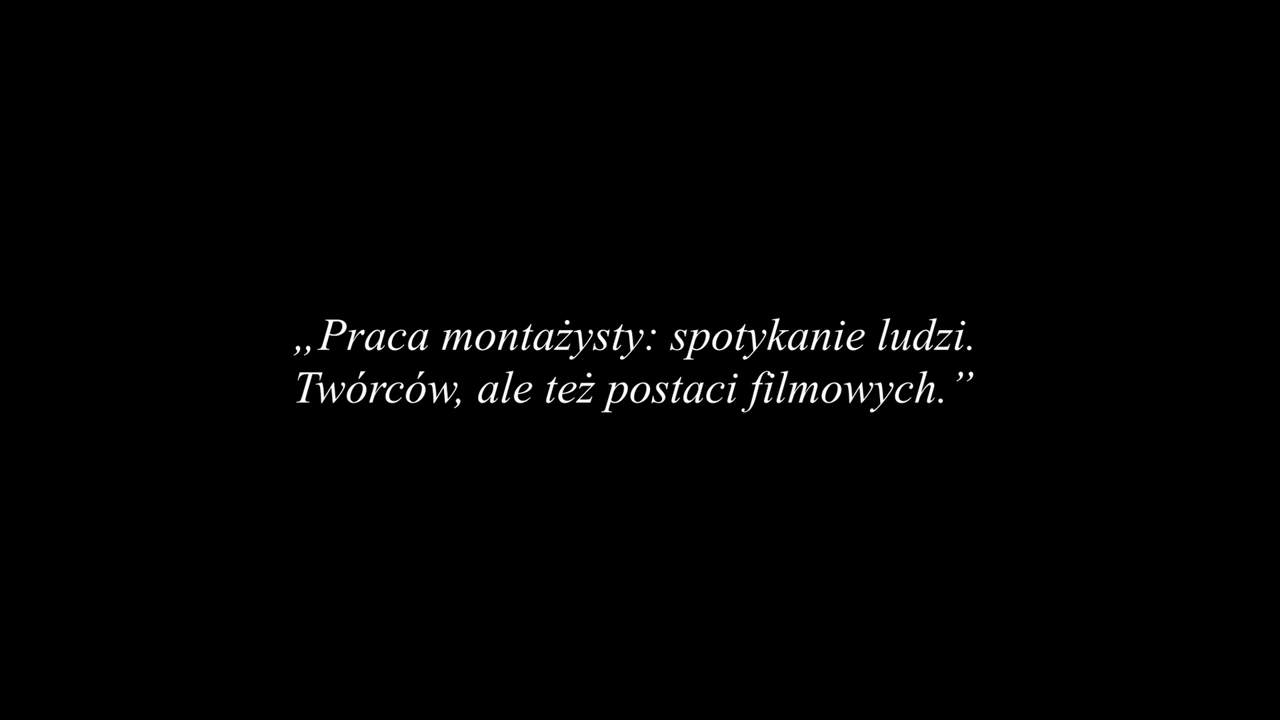 „Praca montażysty: spotykanie ludzi.
Twórców, ale też postaci filmowych.”